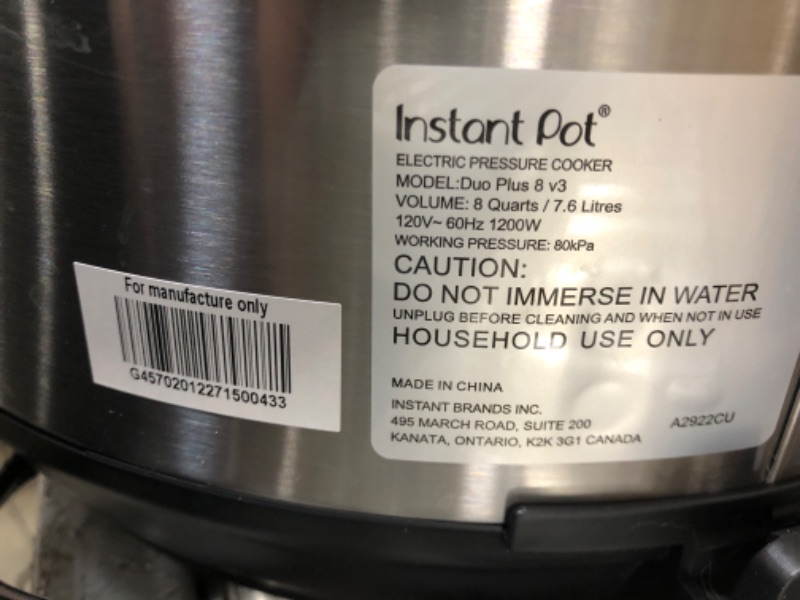 Instant Pot®
ELECTRIC PRESSURE COOKER
MODEL:Duo Plus 8 v3
VOLUME: 8 Quarts / 7.6 Litres
120V~ 60Hz 1200W
WORKING PRESSURE: 80kPa
CAUTION:
DO NOT IMMERSE IN WATER
UNPLUG BEFORE CLEANING AND WHEN NOT IN USE
HOUSEHOLD USE ONLY
MADE IN CHINA
INSTANT BRANDS INC.
495 MARCH ROAD, SUITE 200
KANATA, ONTARIO, K2K 3G1 CANADA
A2922CU
For manufacture only
G45702012271500433